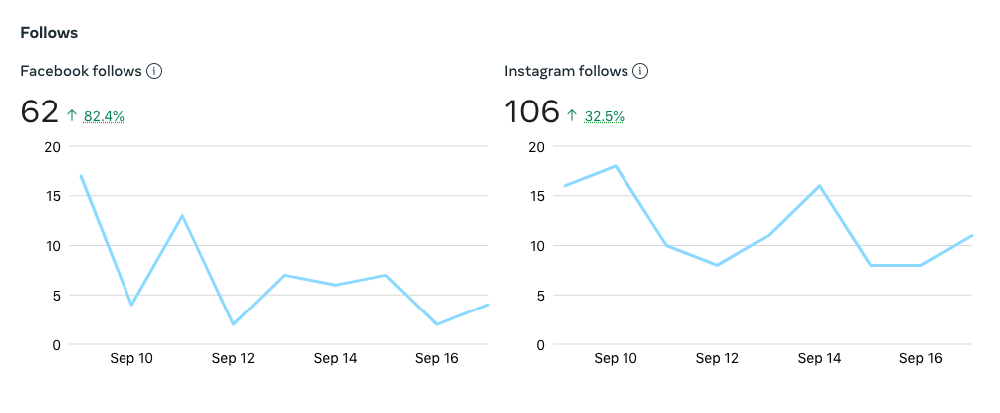 Follows
Facebook follows
62 ↑ 82.4%
20
15
10
5
0
Sep 10 Sep 12 Sep 14 Sep 16
Instagram follows
106 ↑ 32.5%
20
15
10
5
0
Sep 10 Sep 12 Sep 14 Sep 16